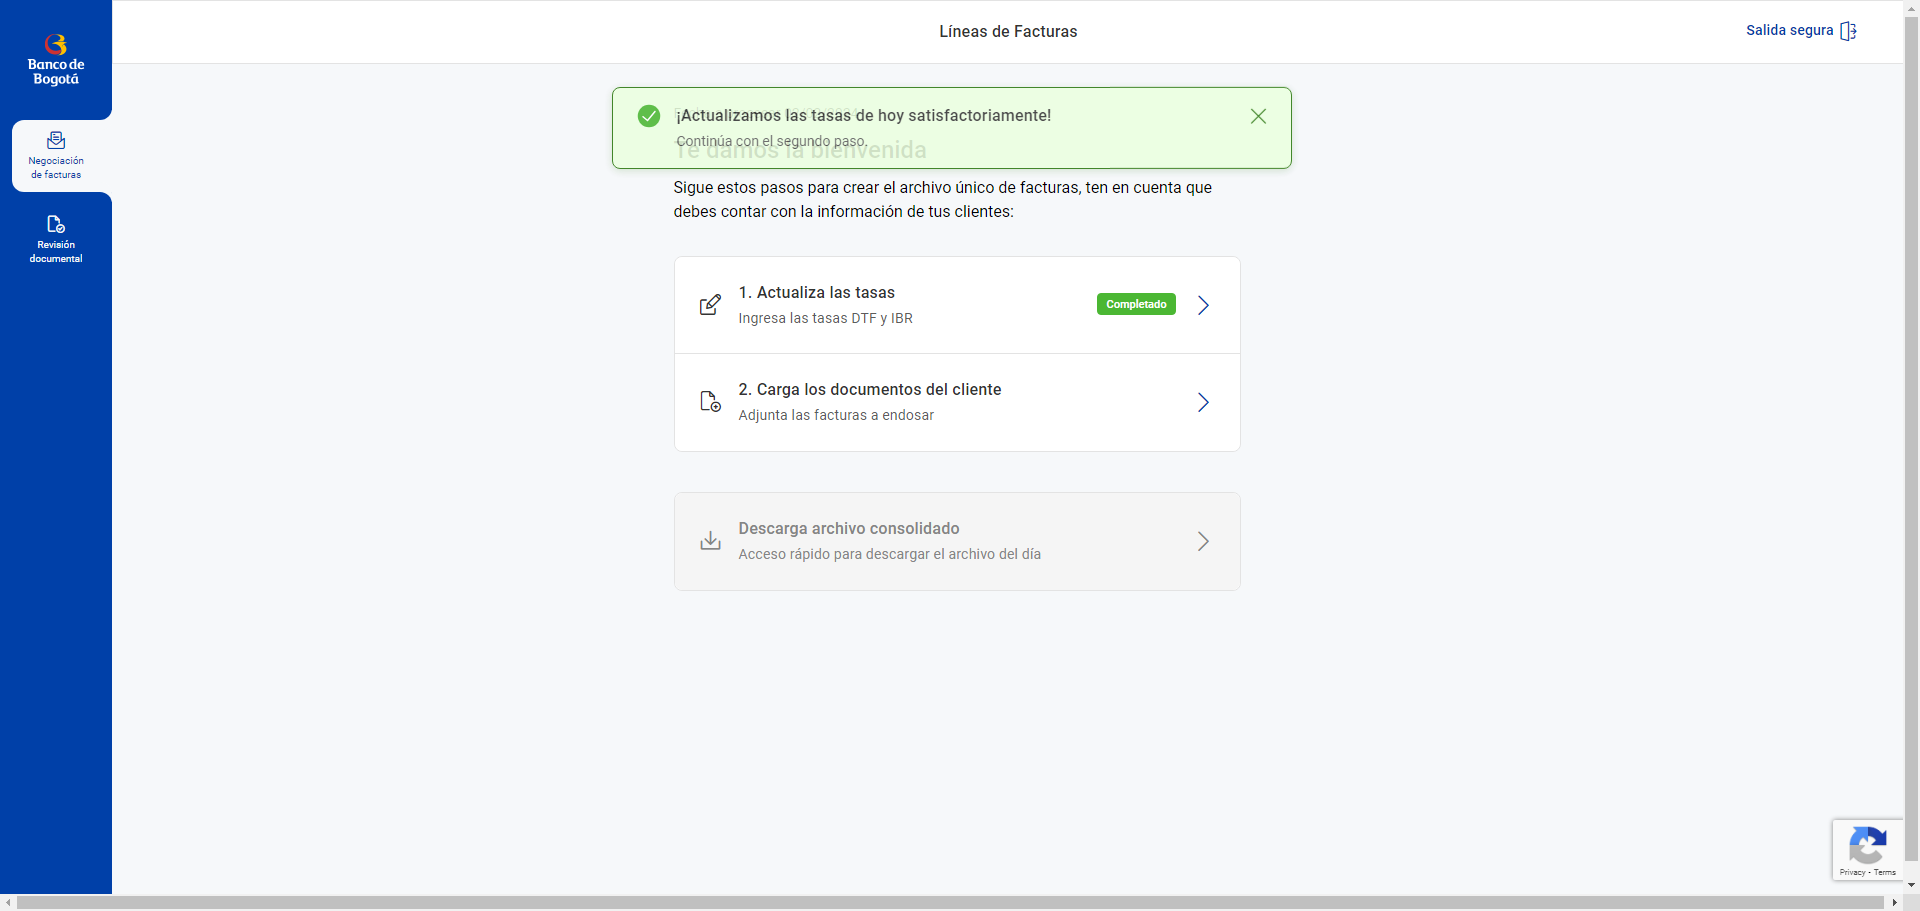 Líneas de Facturas
Salida segura
Banco de
Bogotá
Negociación
de facturas
Revisión
documental
¡Actualizamos las tasas de hoy satisfactoriamente!
Continúa con el segundo paso.
Te damos la bienvenida
Sigue estos pasos para crear el archivo único de facturas, ten en cuenta que
debes contar con la información de tus clientes:
1. Actualiza las tasas
Ingresa las tasas DTF y IBR
Completado
2. Carga los documentos del cliente
Adjunta las facturas a endosar
Descarga archivo consolidado
Acceso rápido para descargar el archivo del día
Privacy - Terms